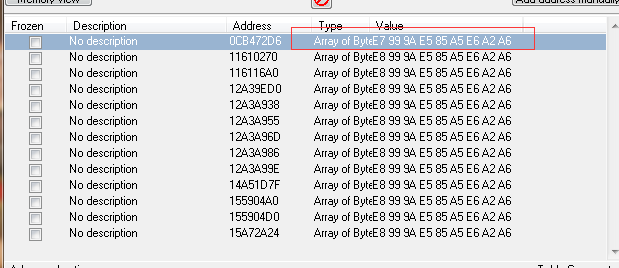 Memory view Add address manually
Frozen Description Address Type Value
No description 0CB472D6 Array of Byte E7 99 9A E5 85 A5 E6 A2 A6
No description 11610270 Array of Byte E8 99 9A E5 85 A5 E6 A2 A6
No description 116116A0 Array of Byte E8 99 9A E5 85 A5 E6 A2 A6
No description 12A39ED0 Array of Byte E8 99 9A E5 85 A5 E6 A2 A6
No description 12A3A938 Array of Byte E8 99 9A E5 85 A5 E6 A2 A6
No description 12A3A955 Array of Byte E8 99 9A E5 85 A5 E6 A2 A6
No description 12A3A96D Array of Byte E8 99 9A E5 85 A5 E6 A2 A6
No description 12A3A986 Array of Byte E8 99 9A E5 85 A5 E6 A2 A6
No description 12A3A99E Array of Byte E8 99 9A E5 85 A5 E6 A2 A6
No description 14A51D7F Array of Byte E8 99 9A E5 85 A5 E6 A2 A6
No description 155904A0 Array of Byte E8 99 9A E5 85 A5 E6 A2 A6
No description 155904D0 Array of Byte E8 99 9A E5 85 A5 E6 A2 A6
No description 15A72A24 Array of Byte E8 99 9A E5 85 A5 E6 A2 A6